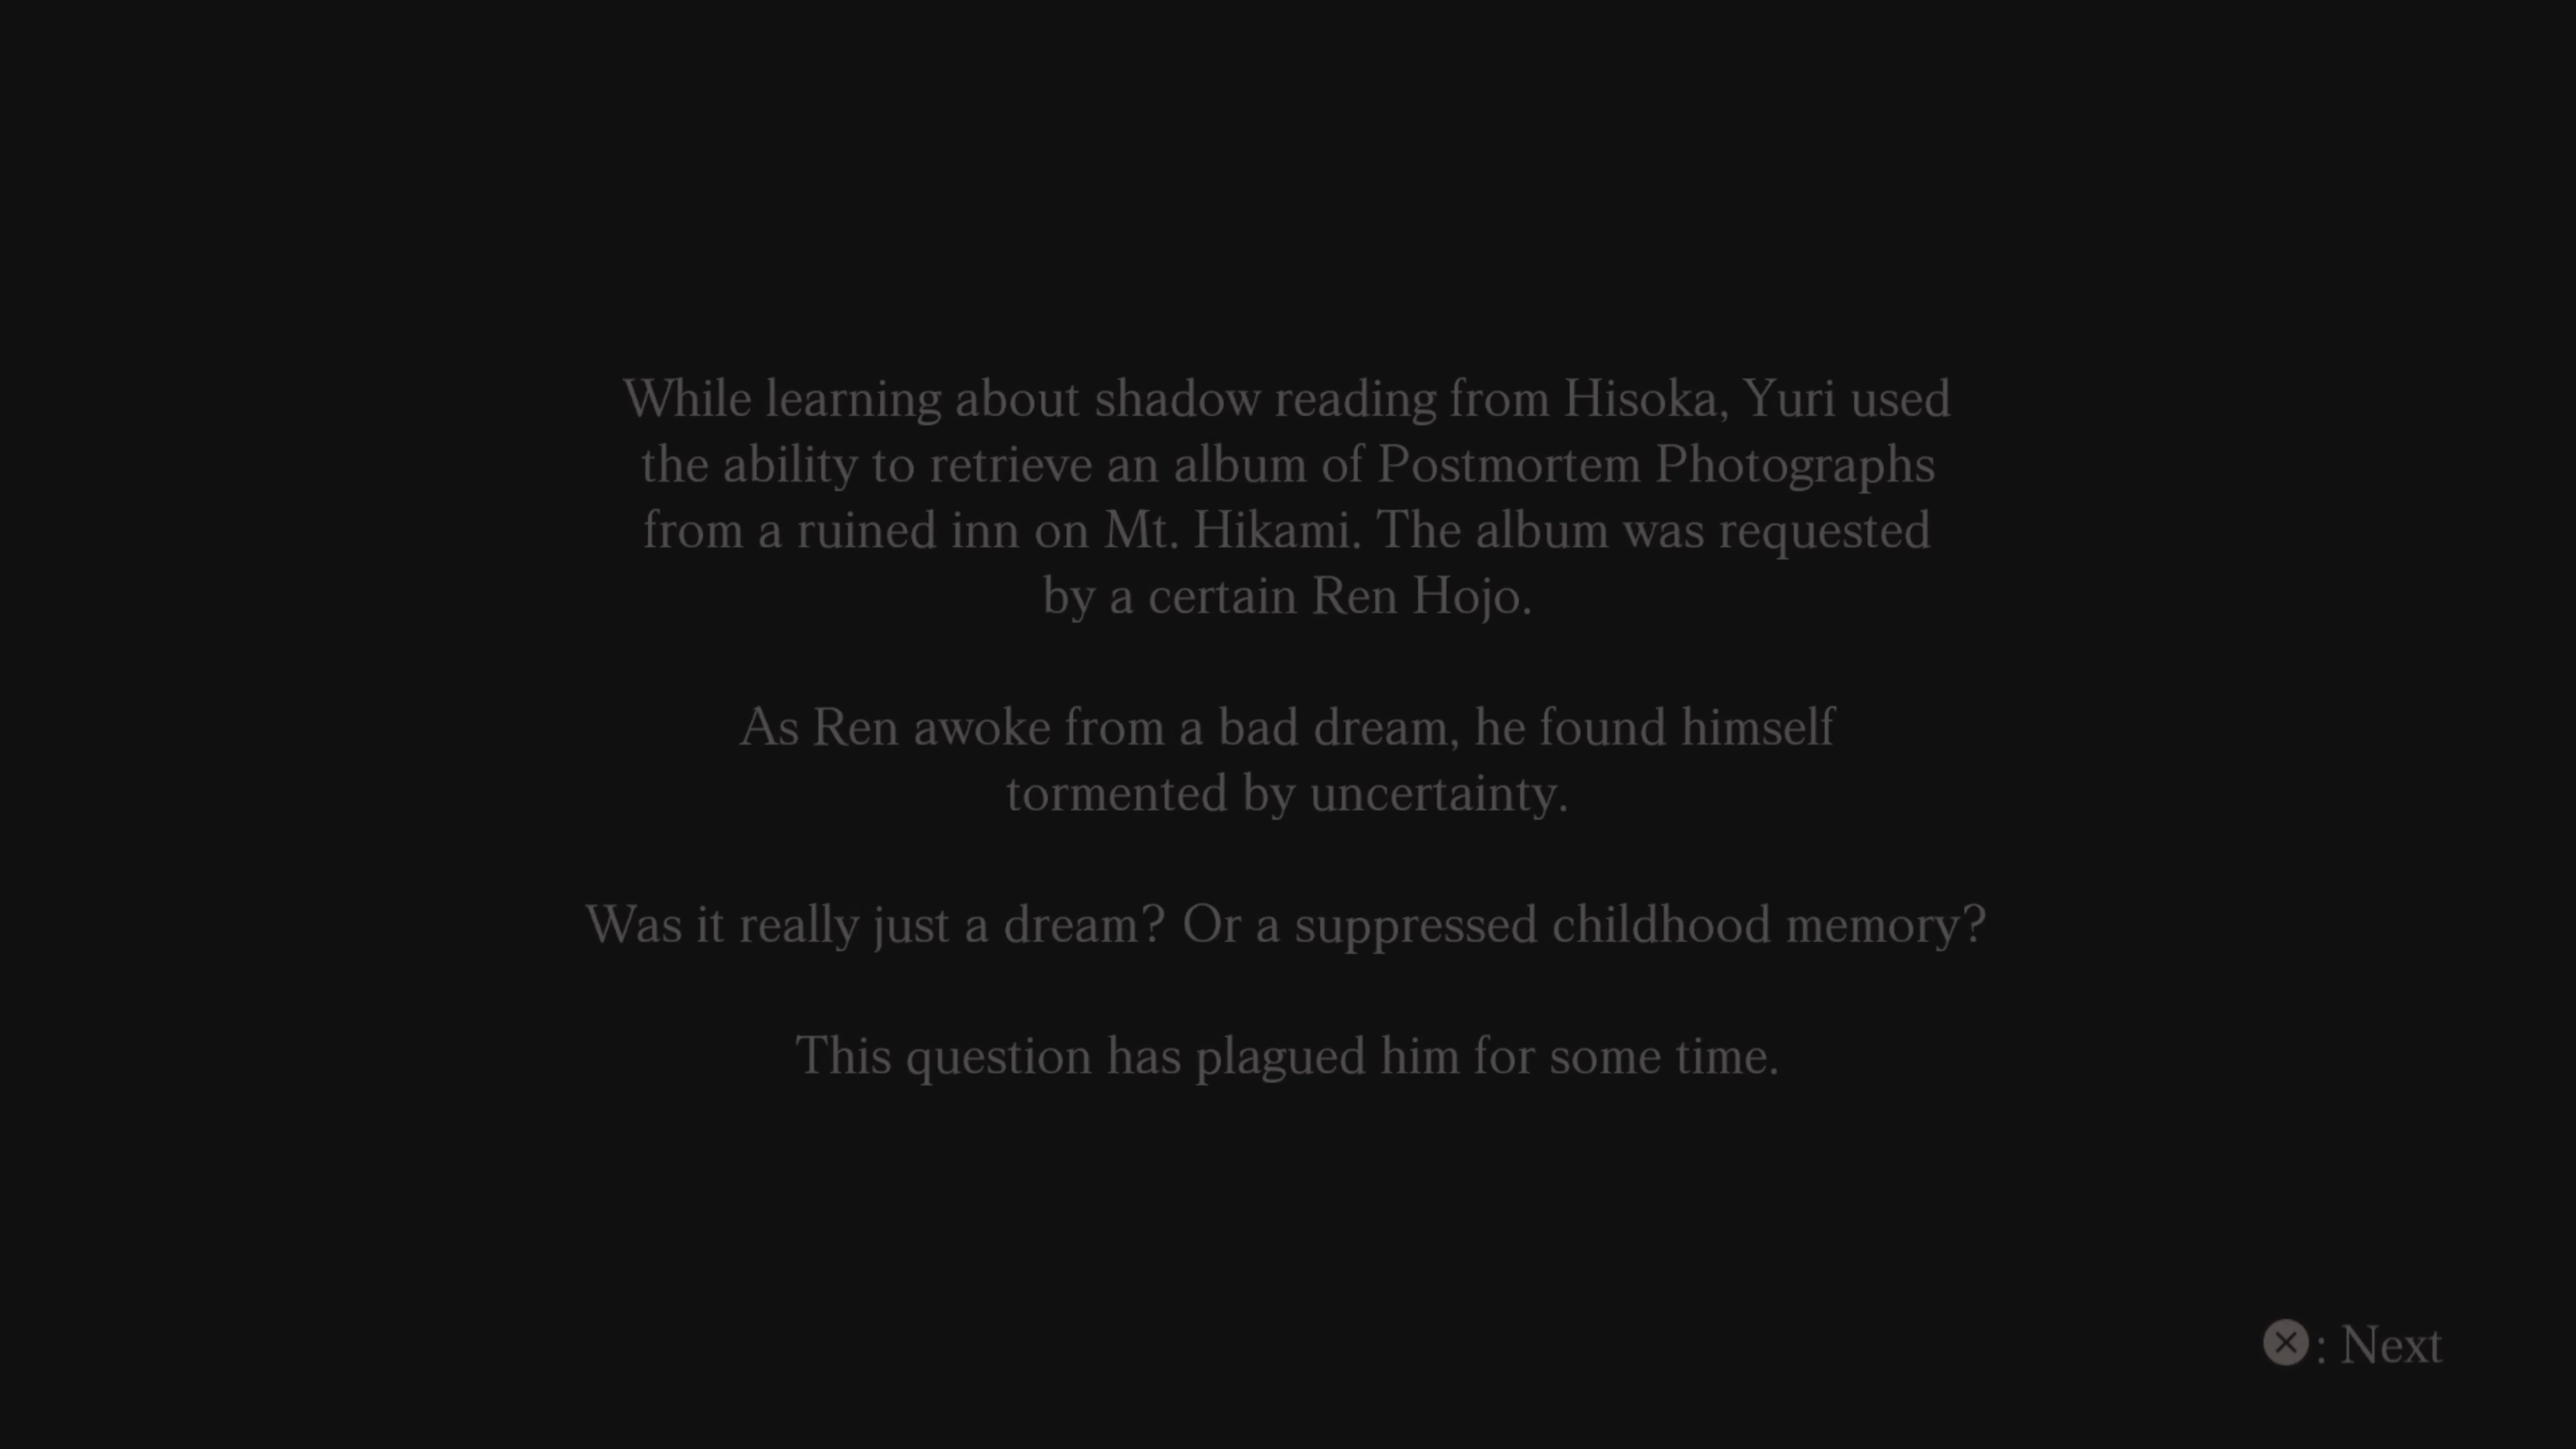 While learning about shadow reading from Hisoka, Yuri used
the ability to retrieve an album of Postmortem Photographs
from a ruined inn on Mt. Hikami. The album was requested
by a certain Ren Hojo.
As Ren awoke from a bad dream, he found himself
tormented by uncertainty.
Was it really just a dream? Or a suppressed childhood memory?
This question has plagued him for some time.
: Next